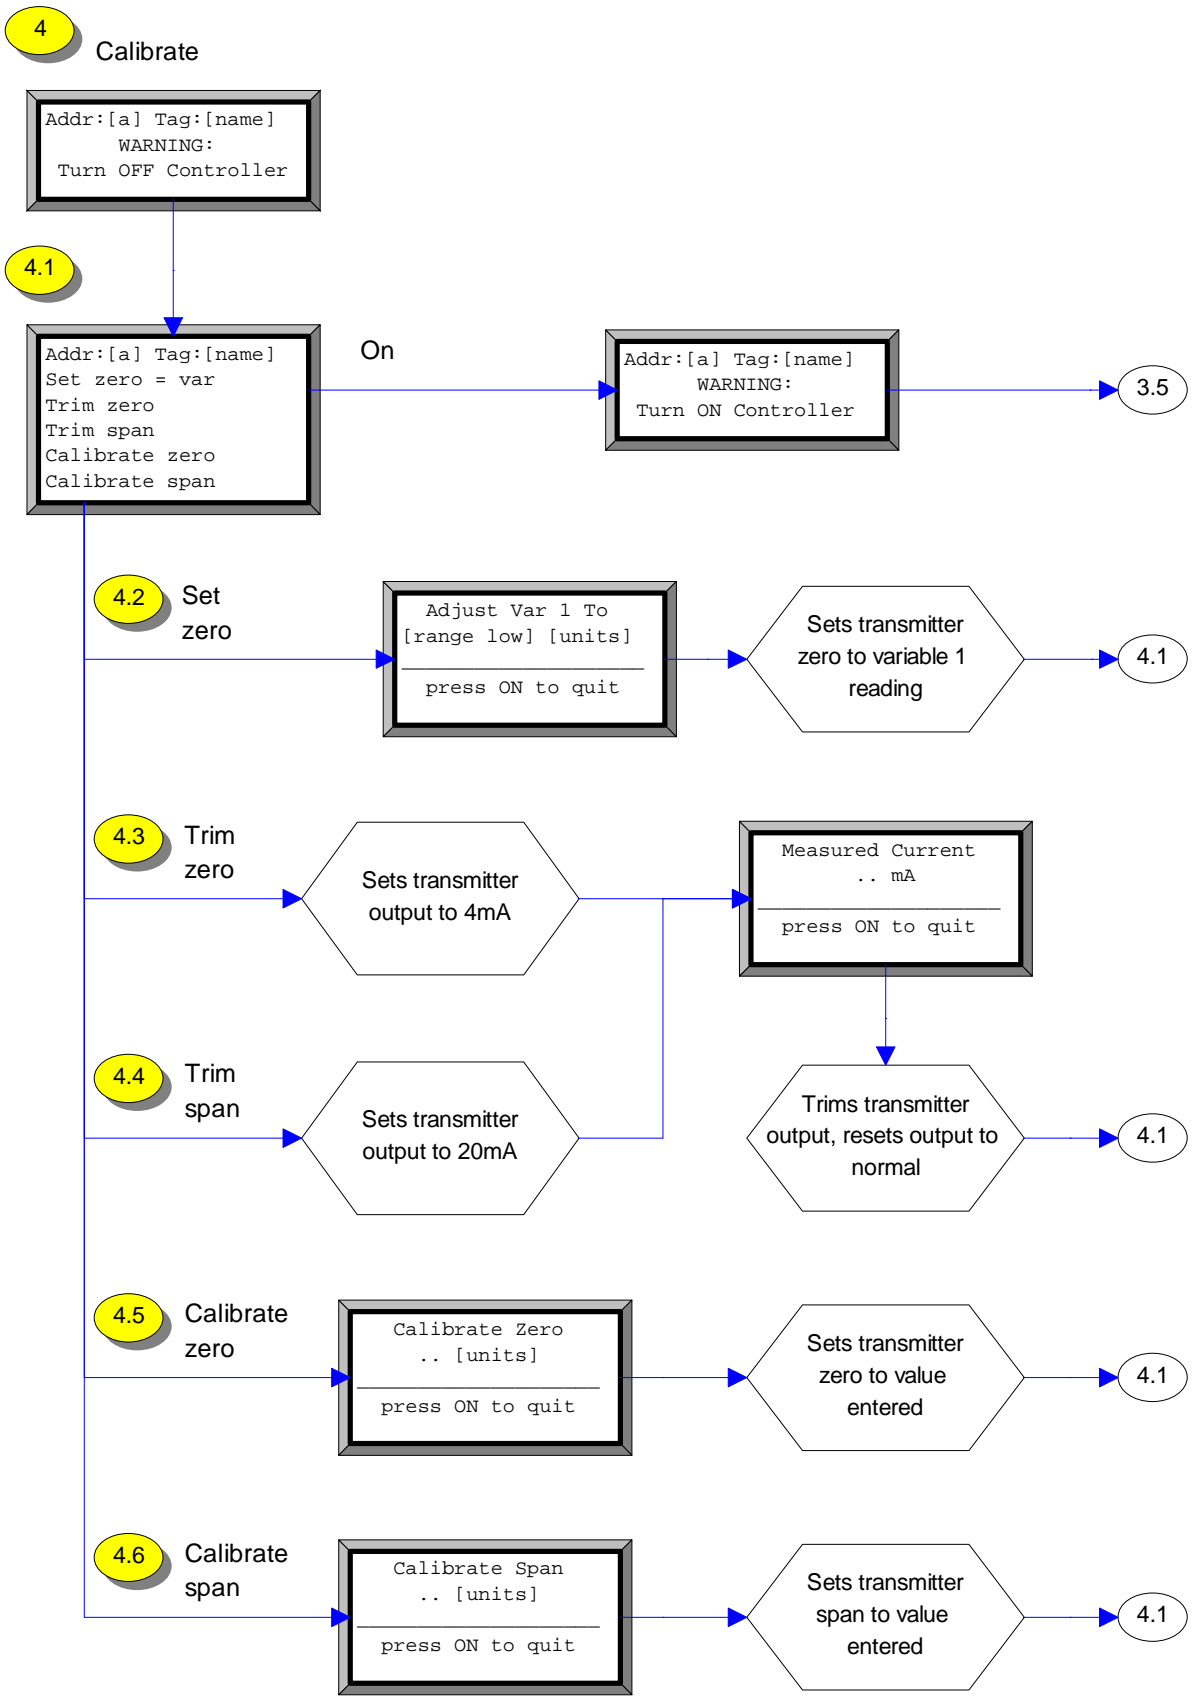 4
Calibrate
Addr:[a] Tag:[name]
WARNING:
Turn OFF Controller
4.1
Addr:[a] Tag:[name]
Set zero = var
Trim zero
Trim span
Calibrate zero
Calibrate span
On
Addr:[a] Tag:[name]
WARNING:
Turn ON Controller
3.5
4.2
Set
zero
Adjust Var 1 To
[range low] [units]
press ON to quit
Sets transmitter
zero to variable 1
reading
4.1
4.3
Trim
zero
Sets transmitter
output to 4mA
Measured Current
.. mA
press ON to quit
4.4
Trim
span
Sets transmitter
output to 20mA
Trims transmitter
output, resets output to
normal
4.1
4.5
Calibrate
zero
Calibrate Zero
.. [units]
press ON to quit
Sets transmitter
zero to value
entered
4.1
4.6
Calibrate
span
Calibrate Span
.. [units]
press ON to quit
Sets transmitter
span to value
entered
4.1